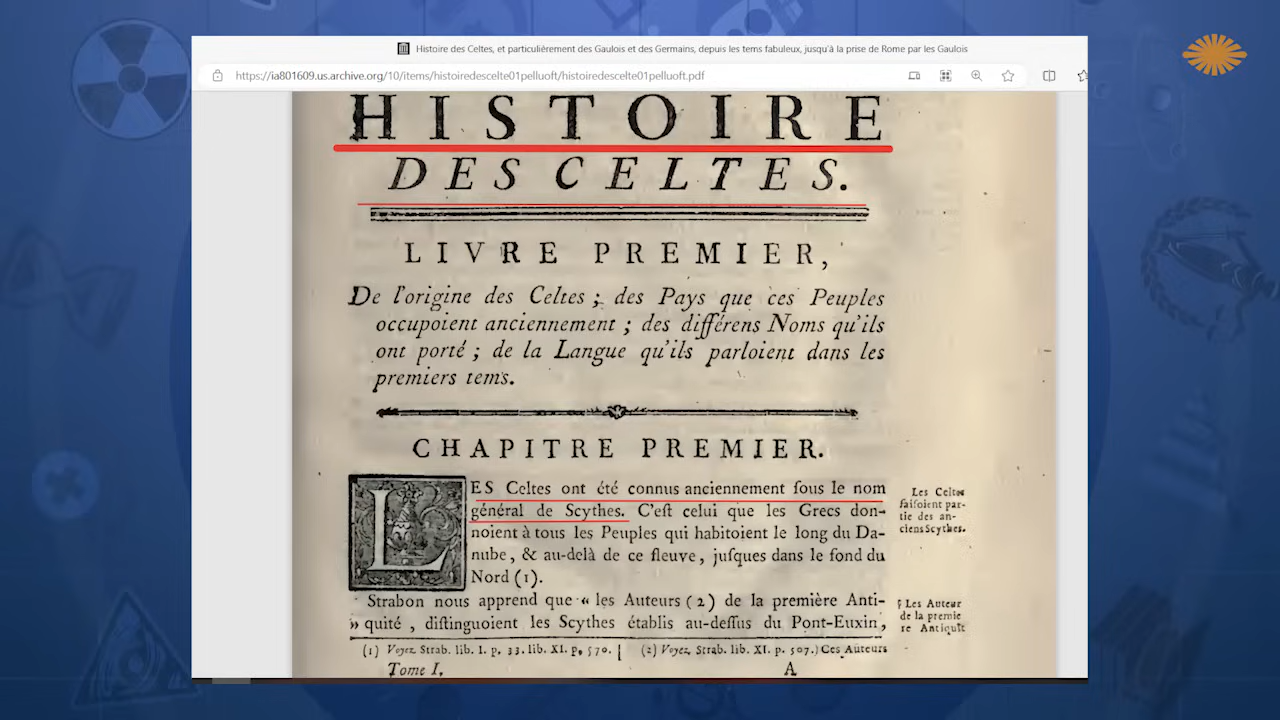 Histoire des Celtes, et particulièrement des Gaulois et des Germains, depuis les tems fabuleux, jusqu'à la prise de Rome par les Gaulois
https://ia801609.us.archive.org/10/items/histoiredescelte01pelluoft/histoiredescelte01pelluoft.pdf
HISTOIRE
DES CELTES.
LIVRE PREMIER,
De l'origine des Celtes ; des Pays que ces Peuples
occupoient anciennement ; des différens Noms qu'ils
ont porté ; de la Langue qu'ils parloient dans les
premiers tems.
CHAPITRE PREMIER.
LES Celtes ont été connus anciennement ſous le nom
général de Scythes. C'eſt celui que les Grecs don-
noient à tous les Peuples qui habitoient le long du Da-
nube, & au-delà de ce fleuve, juſques dans le fond du
Nord (1).
Les Celtes
faiſoient par-
tie des an-
ciens Scythes.
Strabon nous apprend que « les Auteurs (2) de la première Anti-
» quité, diſtinguoient les Scythes établis au-deſſus du Pont-Euxin,
Les Auteur
de la premie
re Antiquit
(1) Voyez Strab. lib. I. p. 33. lib. XI. p. 570.
(2) Voyez, Strab. lib. XI. p. 507.) Ces Auteurs
Tome I.
A